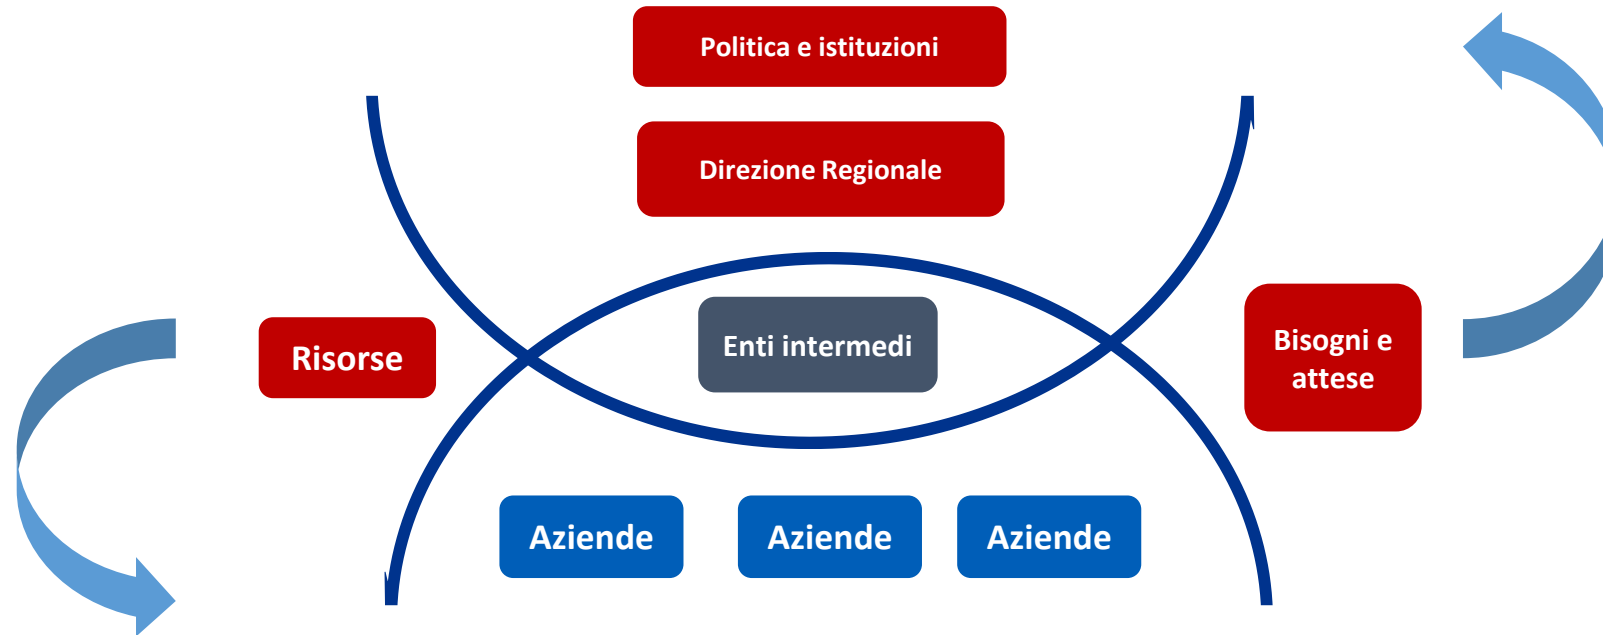 Politica e istituzioni
Direzione Regionale
Risorse
Enti intermedi
Bisogni e
attese
Aziende
Aziende
Aziende